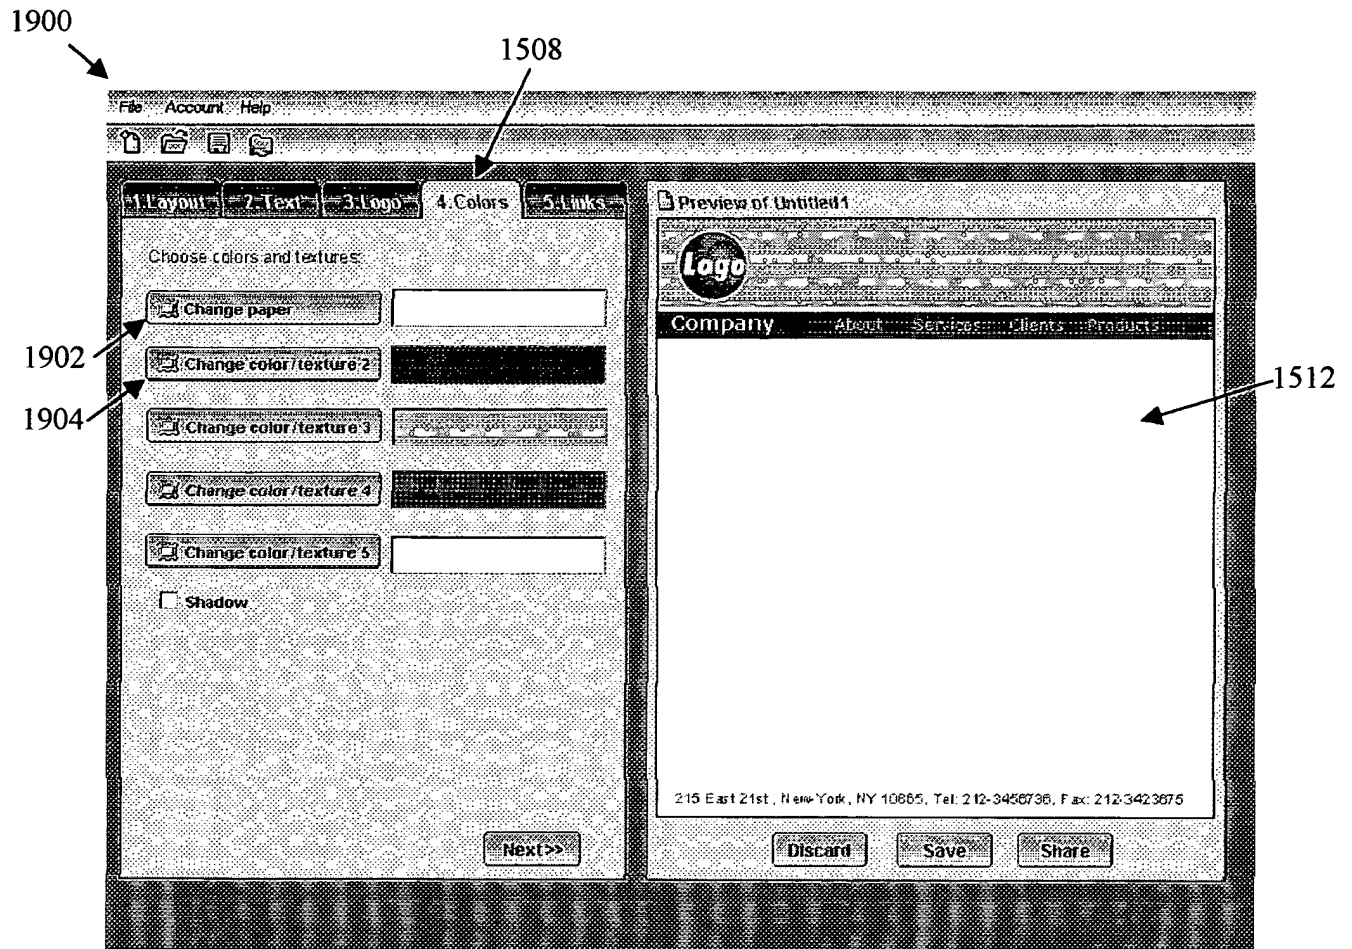 1900
1508
File Account Help
1.Layout 2.Text 3.Logo 4.Colors 5.Links
Preview of Untitled1
Choose colors and textures:
Logo
Change paper
Company About Services Clients Products
1902
Change color/texture 2
1512
1904
Change color/texture 3
Change color/texture 4
Change color/texture 5
Shadow
215 East 21st, New-York, NY 10665, Tel: 212-3456736, Fax: 212-3423675
Next>>
Discard Save Share